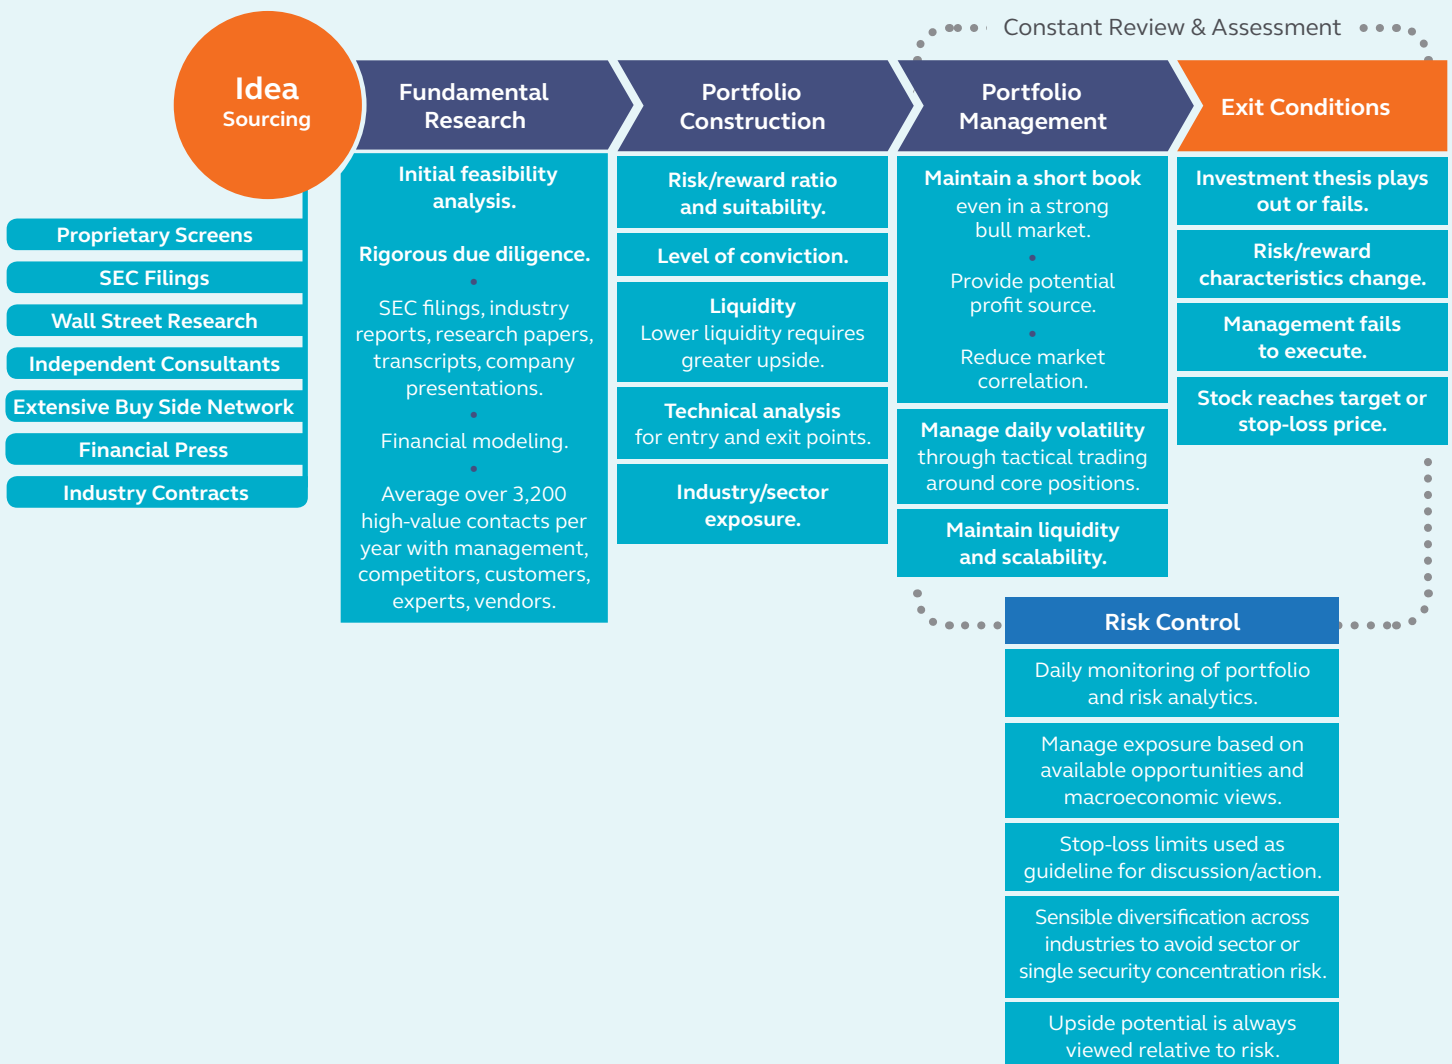 Constant Review & Assessment
Idea
Sourcing
Proprietary Screens
SEC Filings
Wall Street Research
Independent Consultants
Extensive Buy Side Network
Financial Press
Industry Contracts
Fundamental
Research
Initial feasibility
analysis.
Rigorous due diligence.
•
SEC filings, industry
reports, research papers,
transcripts, company
presentations.
•
Financial modeling.
•
Average over 3,200
high-value contacts per
year with management,
competitors, customers,
experts, vendors.
Portfolio
Construction
Risk/reward ratio
and suitability.
Level of conviction.
Liquidity
Lower liquidity requires
greater upside.
Technical analysis
for entry and exit points.
Industry/sector
exposure.
Portfolio
Management
Maintain a short book
even in a strong
bull market.
•
Provide potential
profit source.
•
Reduce market
correlation.
Manage daily volatility
through tactical trading
around core positions.
Maintain liquidity
and scalability.
Exit Conditions
Investment thesis plays
out or fails.
Risk/reward
characteristics change.
Management fails
to execute.
Stock reaches target or
stop-loss price.
Risk Control
Daily monitoring of portfolio
and risk analytics.
Manage exposure based on
available opportunities and
macroeconomic views.
Stop-loss limits used as
guideline for discussion/action.
Sensible diversification across
industries to avoid sector or
single security concentration risk.
Upside potential is always
viewed relative to risk.